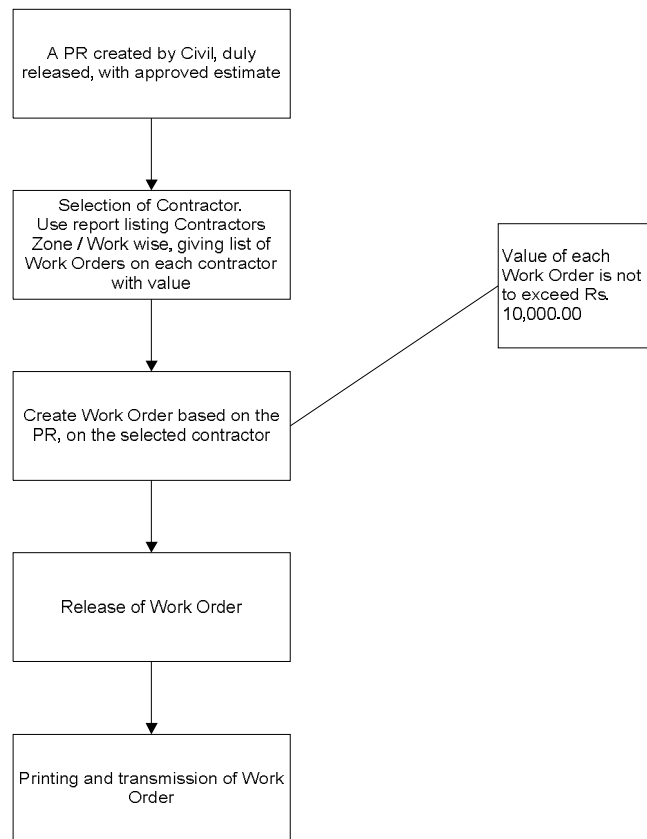 A PR created by Civil, duly
released, with approved estimate
Selection of Contractor.
Use report listing Contractors
Zone / Work wise, giving list of
Work Orders on each contractor
with value
Value of each
Work Order is not
to exceed Rs.
10,000.00
Create Work Order based on the
PR, on the selected contractor
Release of Work Order
Printing and transmission of Work
Order